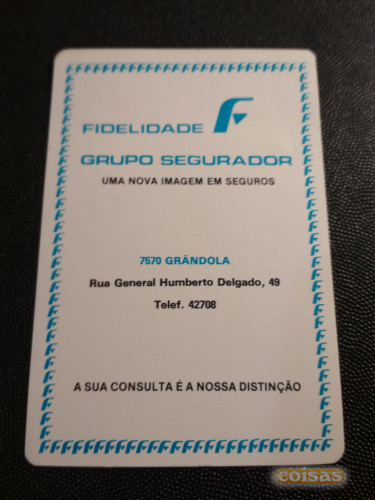 FIDELIDADE
GRUPO SEGURADOR
UMA NOVA IMAGEM EM SEGUROS
7570 GRÂNDOLA
Rua General Humberto Delgado, 49
Telef. 42708
A SUA CONSULTA É A NOSSA DISTINÇÃO
coisas